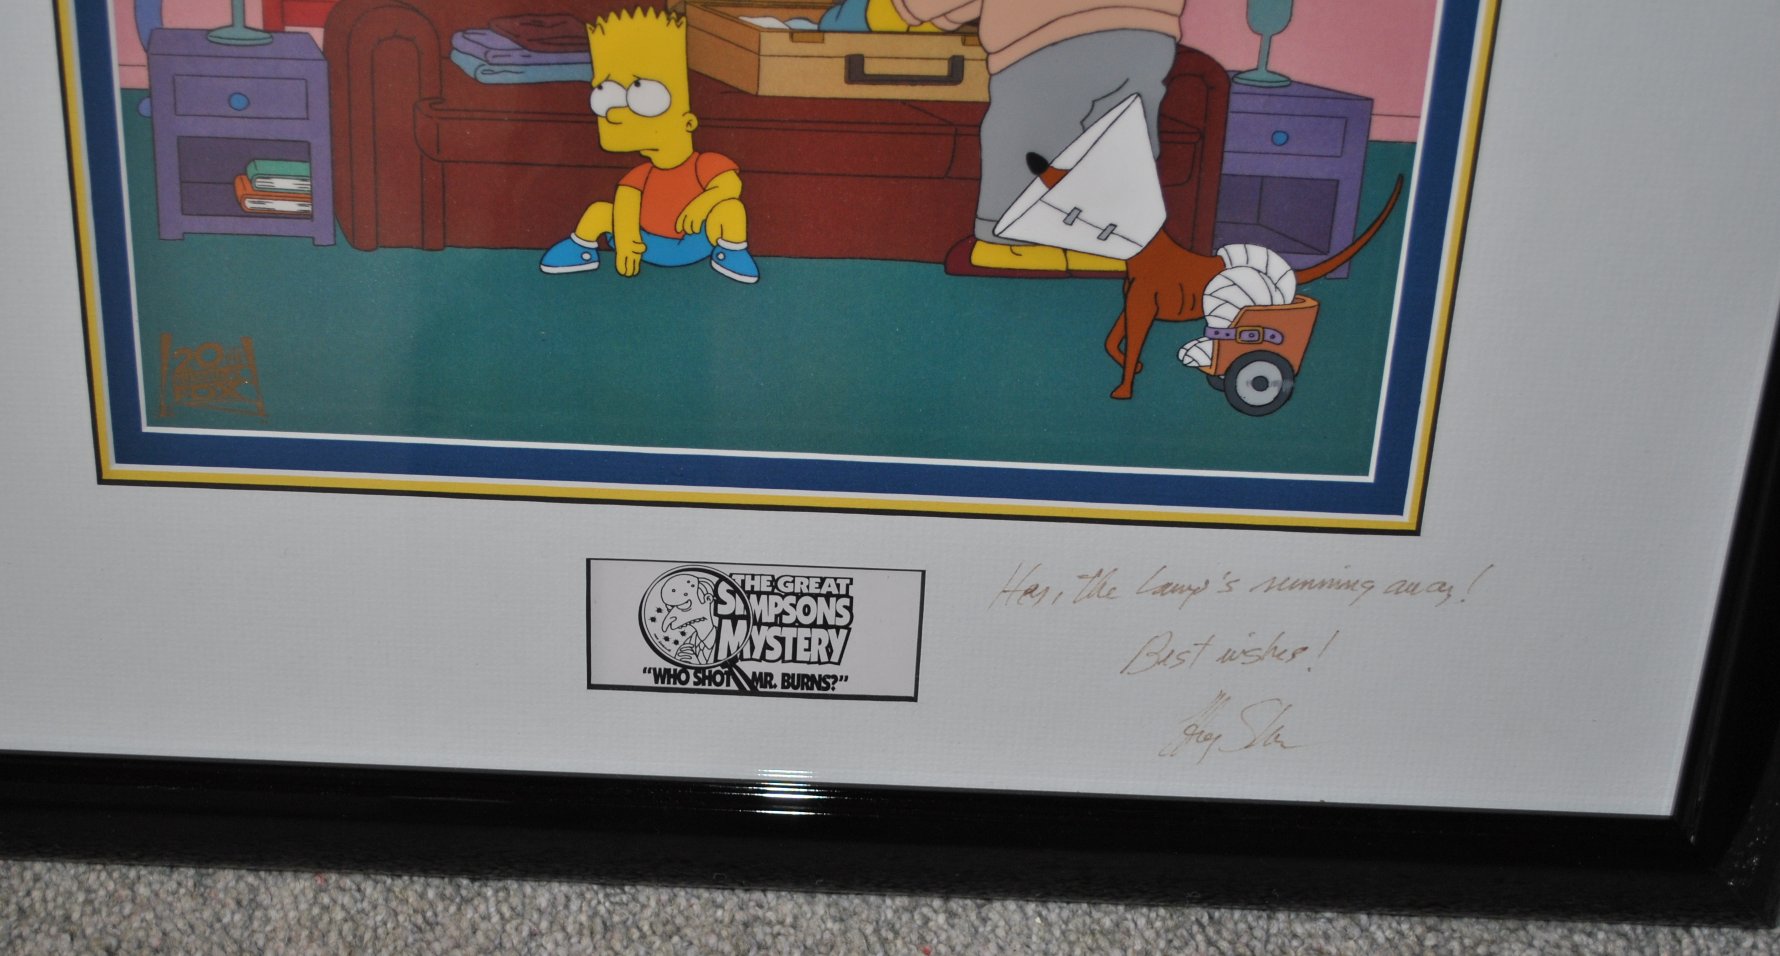 20th
CENTURY
FOX
THE GREAT
SIMPSONS
MYSTERY
"WHO SHOT MR. BURNS?"
Hey, the lamp's running away!
Best wishes!